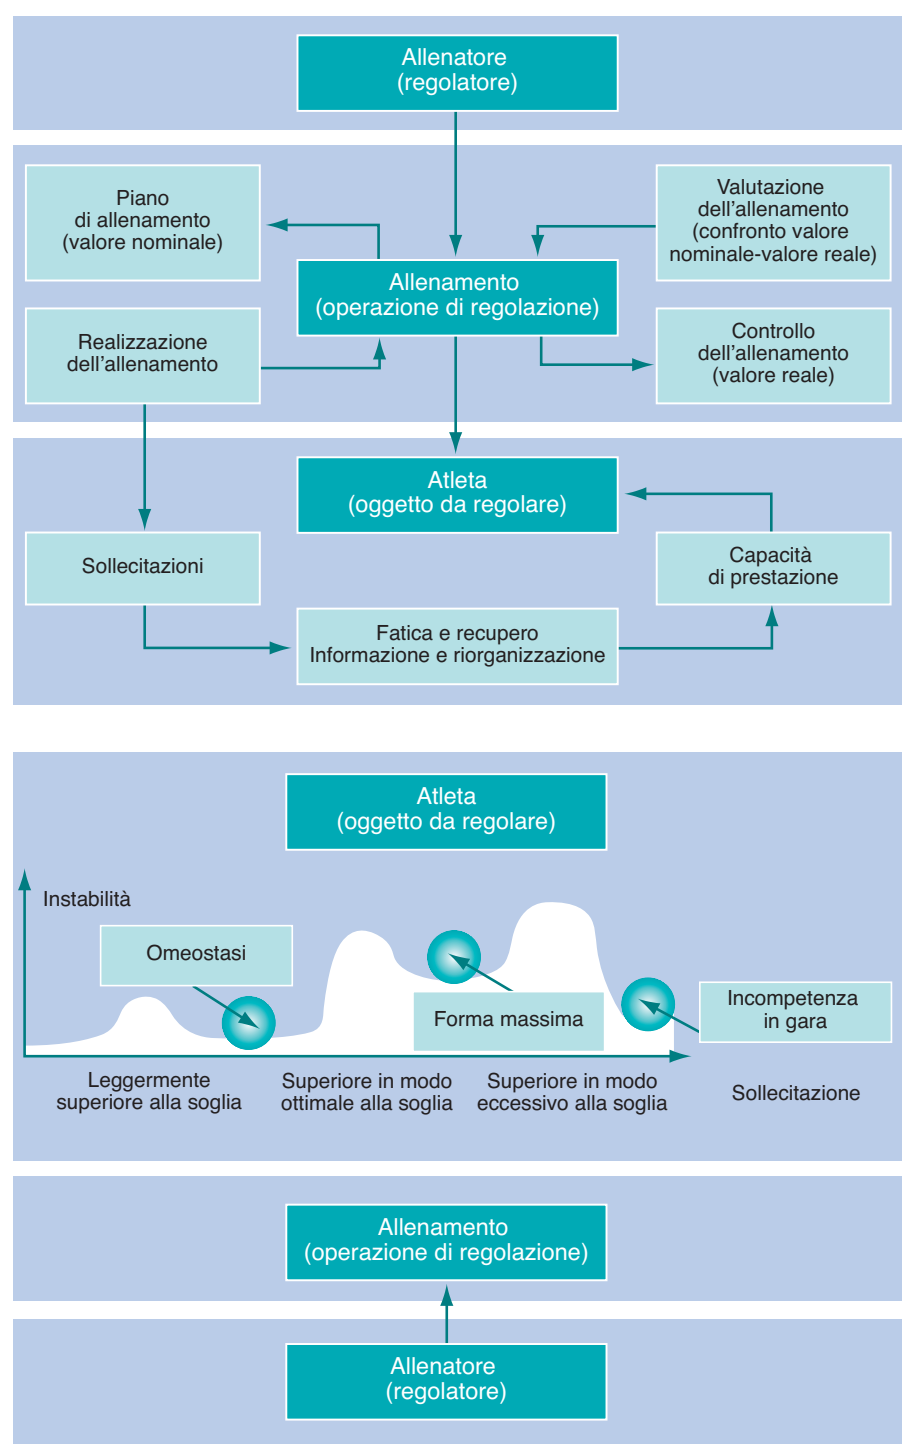 Allenatore
(regolatore)
Piano
di allenamento
(valore nominale)
Valutazione
dell'allenamento
(confronto valore
nominale-valore reale)
Allenamento
(operazione di regolazione)
Realizzazione
dell'allenamento
Controllo
dell'allenamento
(valore reale)
Atleta
(oggetto da regolare)
Sollecitazioni
Capacità
di prestazione
Fatica e recupero
Informazione e riorganizzazione
Atleta
(oggetto da regolare)
Instabilità
Omeostasi
Forma massima
Incompetenza
in gara
Leggermente
superiore alla soglia
Superiore in modo
ottimale alla soglia
Superiore in modo
eccessivo alla soglia
Sollecitazione
Allenamento
(operazione di regolazione)
Allenatore
(regolatore)